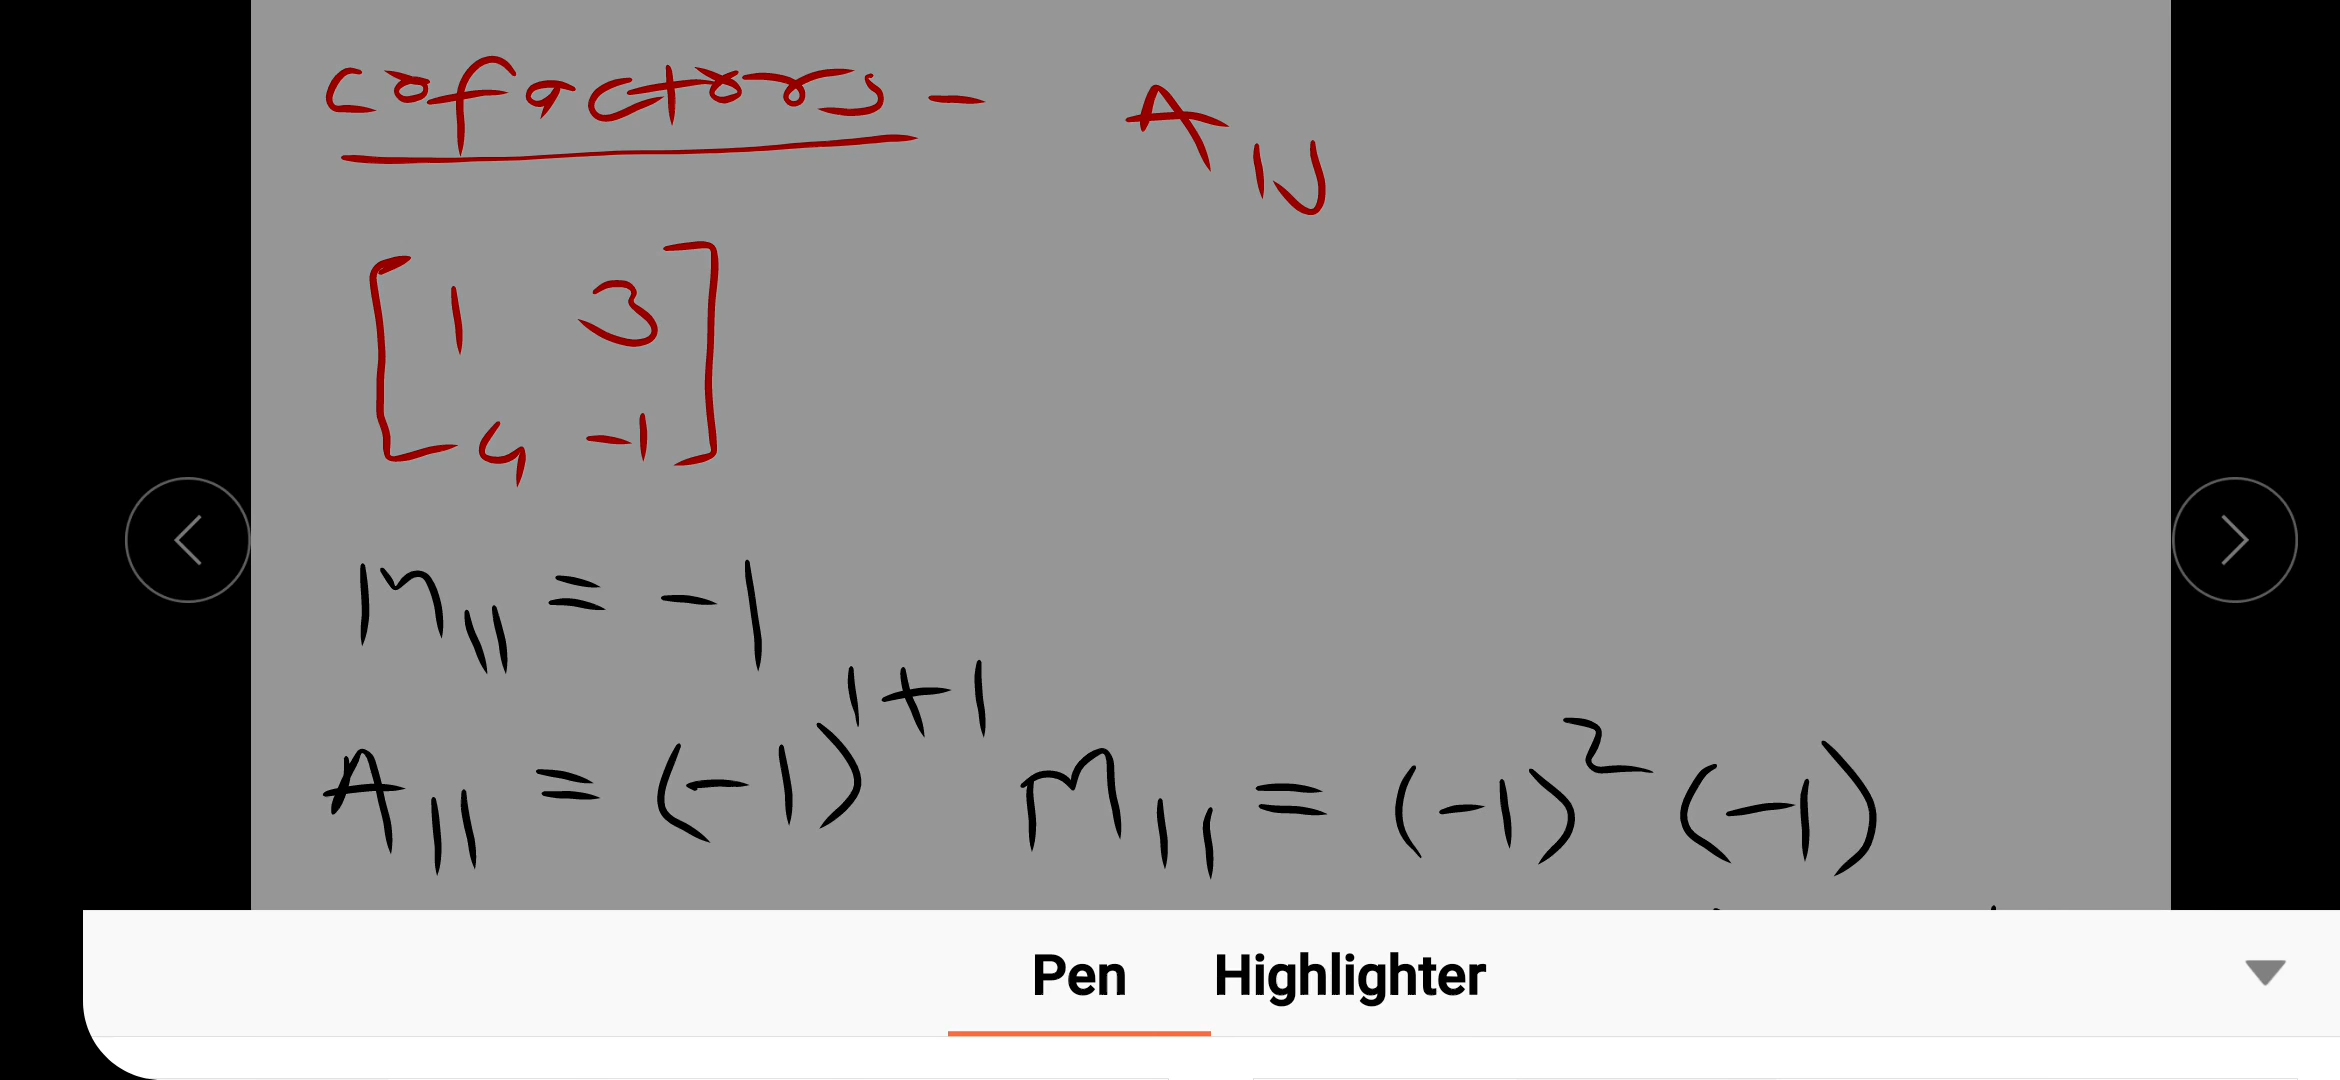 cofactors - Aij
[ 1 3
4 -1 ]
M11 = -1
A11 = (-1)^1+1 M11 = (-1)^2 (-1)
Pen Highlighter